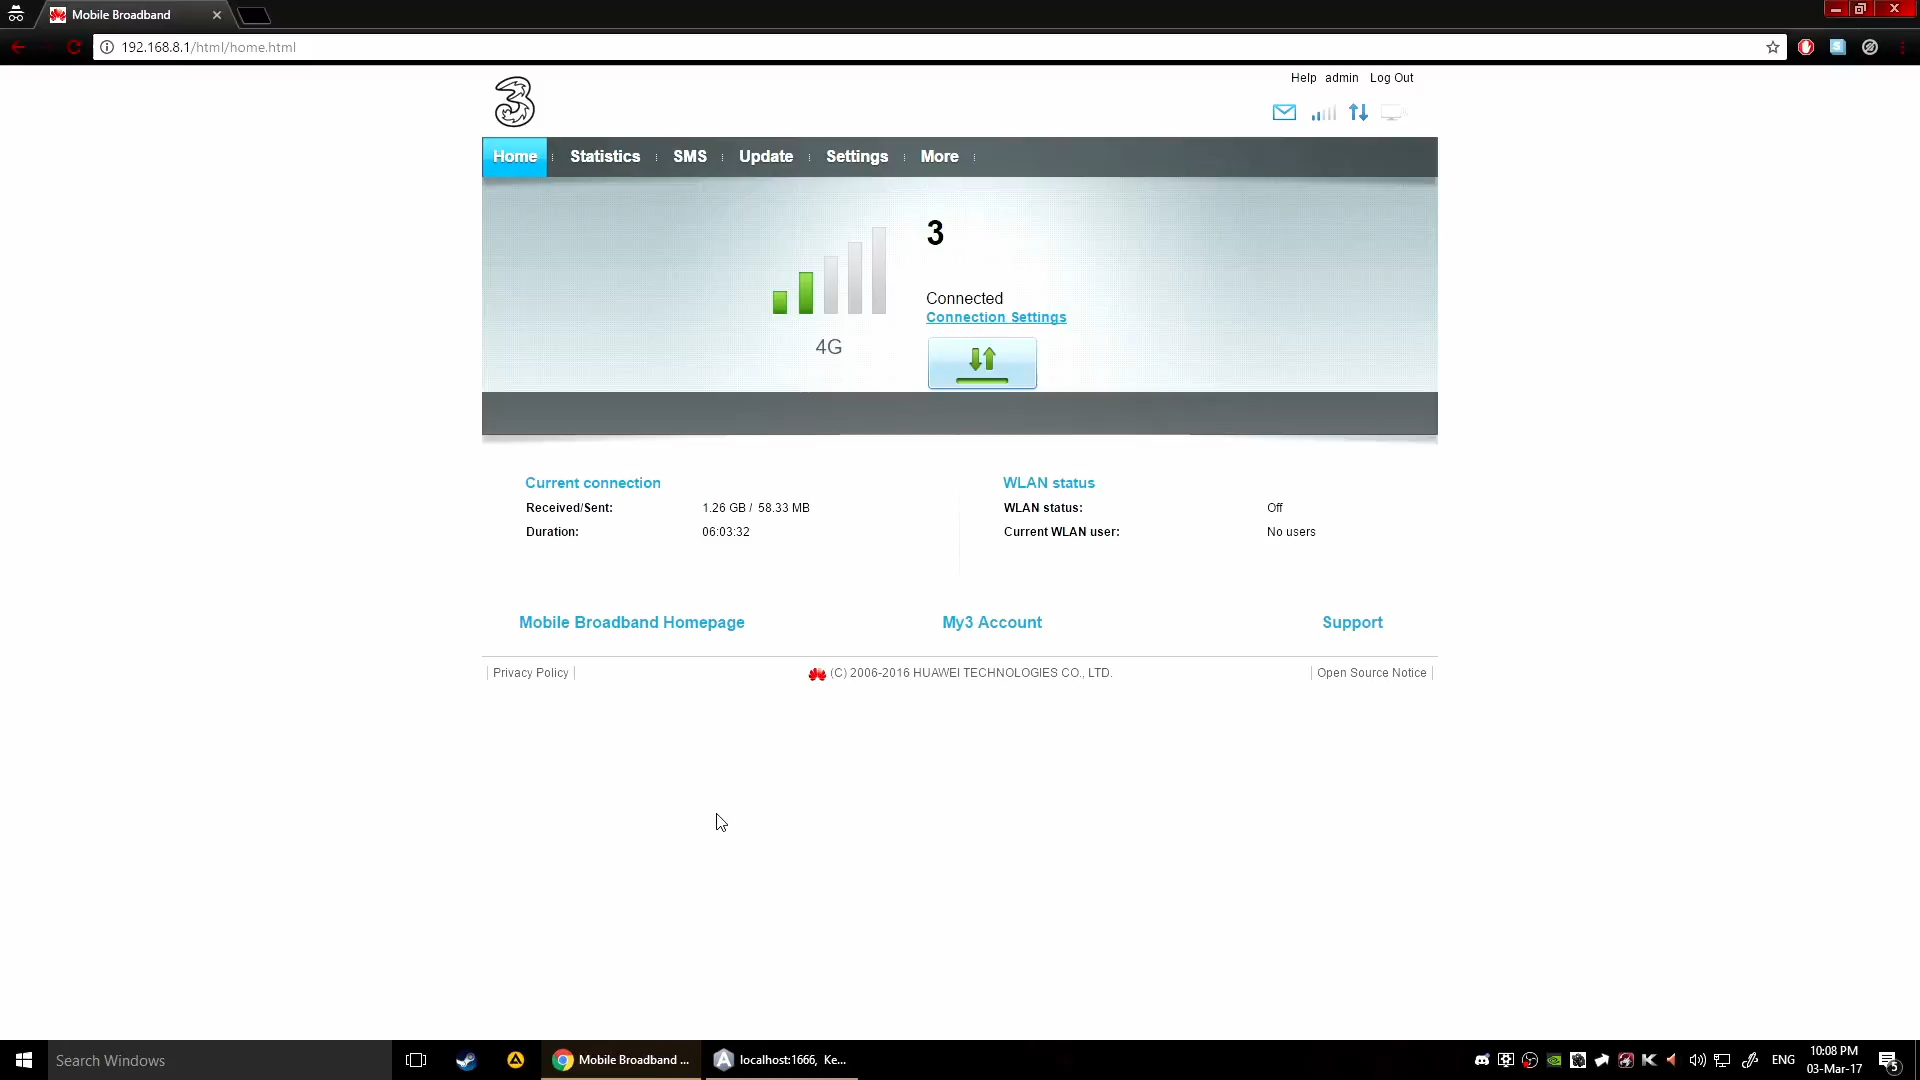 Mobile Broadband
192.168.8.1/html/home.html
Help admin Log Out
Home Statistics SMS Update Settings More
3
Connected
Connection Settings
4G
Current connection
Received/Sent: 1.26 GB / 58.33 MB
Duration: 06:03:32
WLAN status
WLAN status: Off
Current WLAN user: No users
Mobile Broadband Homepage My3 Account Support
Privacy Policy (C) 2006-2016 HUAWEI TECHNOLOGIES CO., LTD. Open Source Notice
Search Windows
Mobile Broadband ...
localhost:1666, Ke...
ENG
10:08 PM
03-Mar-17
5